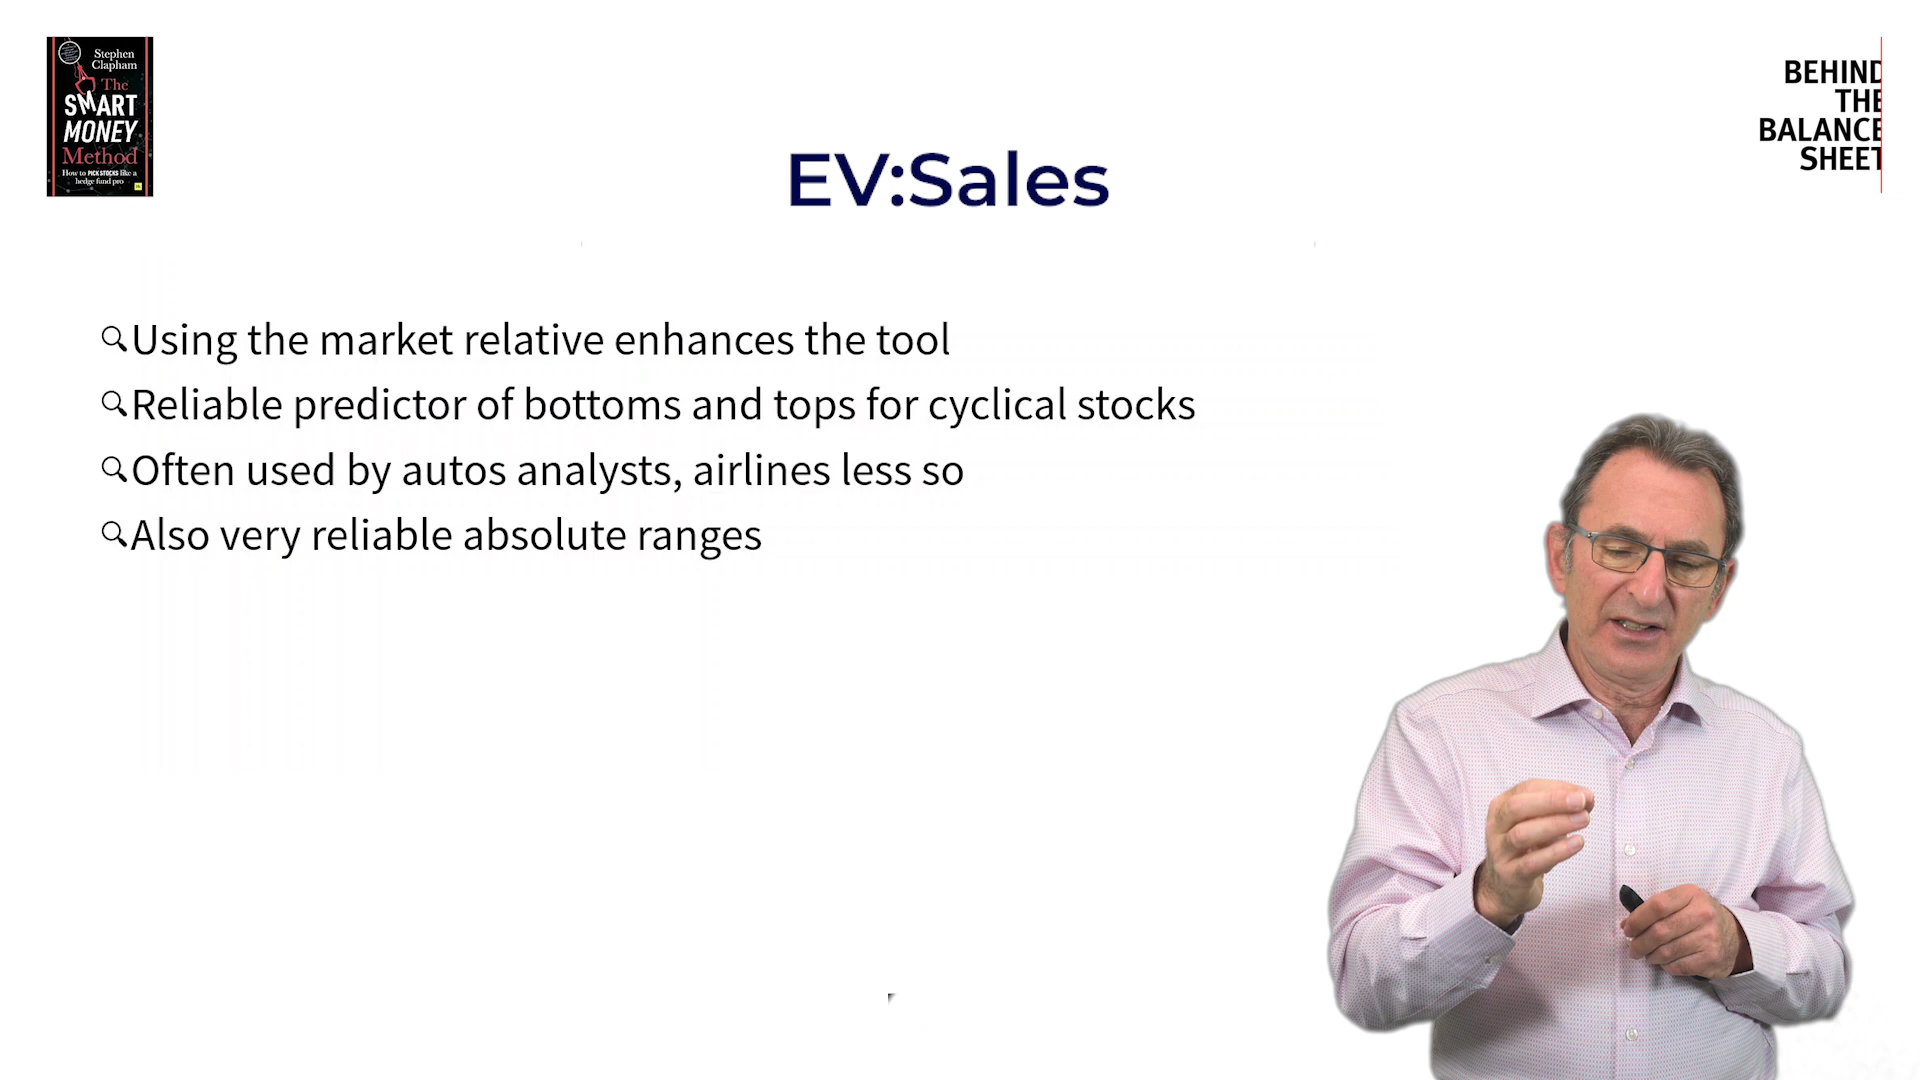 Stephen
Clapham
The
SMART
MONEY
Method
How to PICK STOCKS like a
hedge fund pro
BEHIND
THE
BALANCE
SHEET
EV:Sales
Using the market relative enhances the tool
Reliable predictor of bottoms and tops for cyclical stocks
Often used by autos analysts, airlines less so
Also very reliable absolute ranges